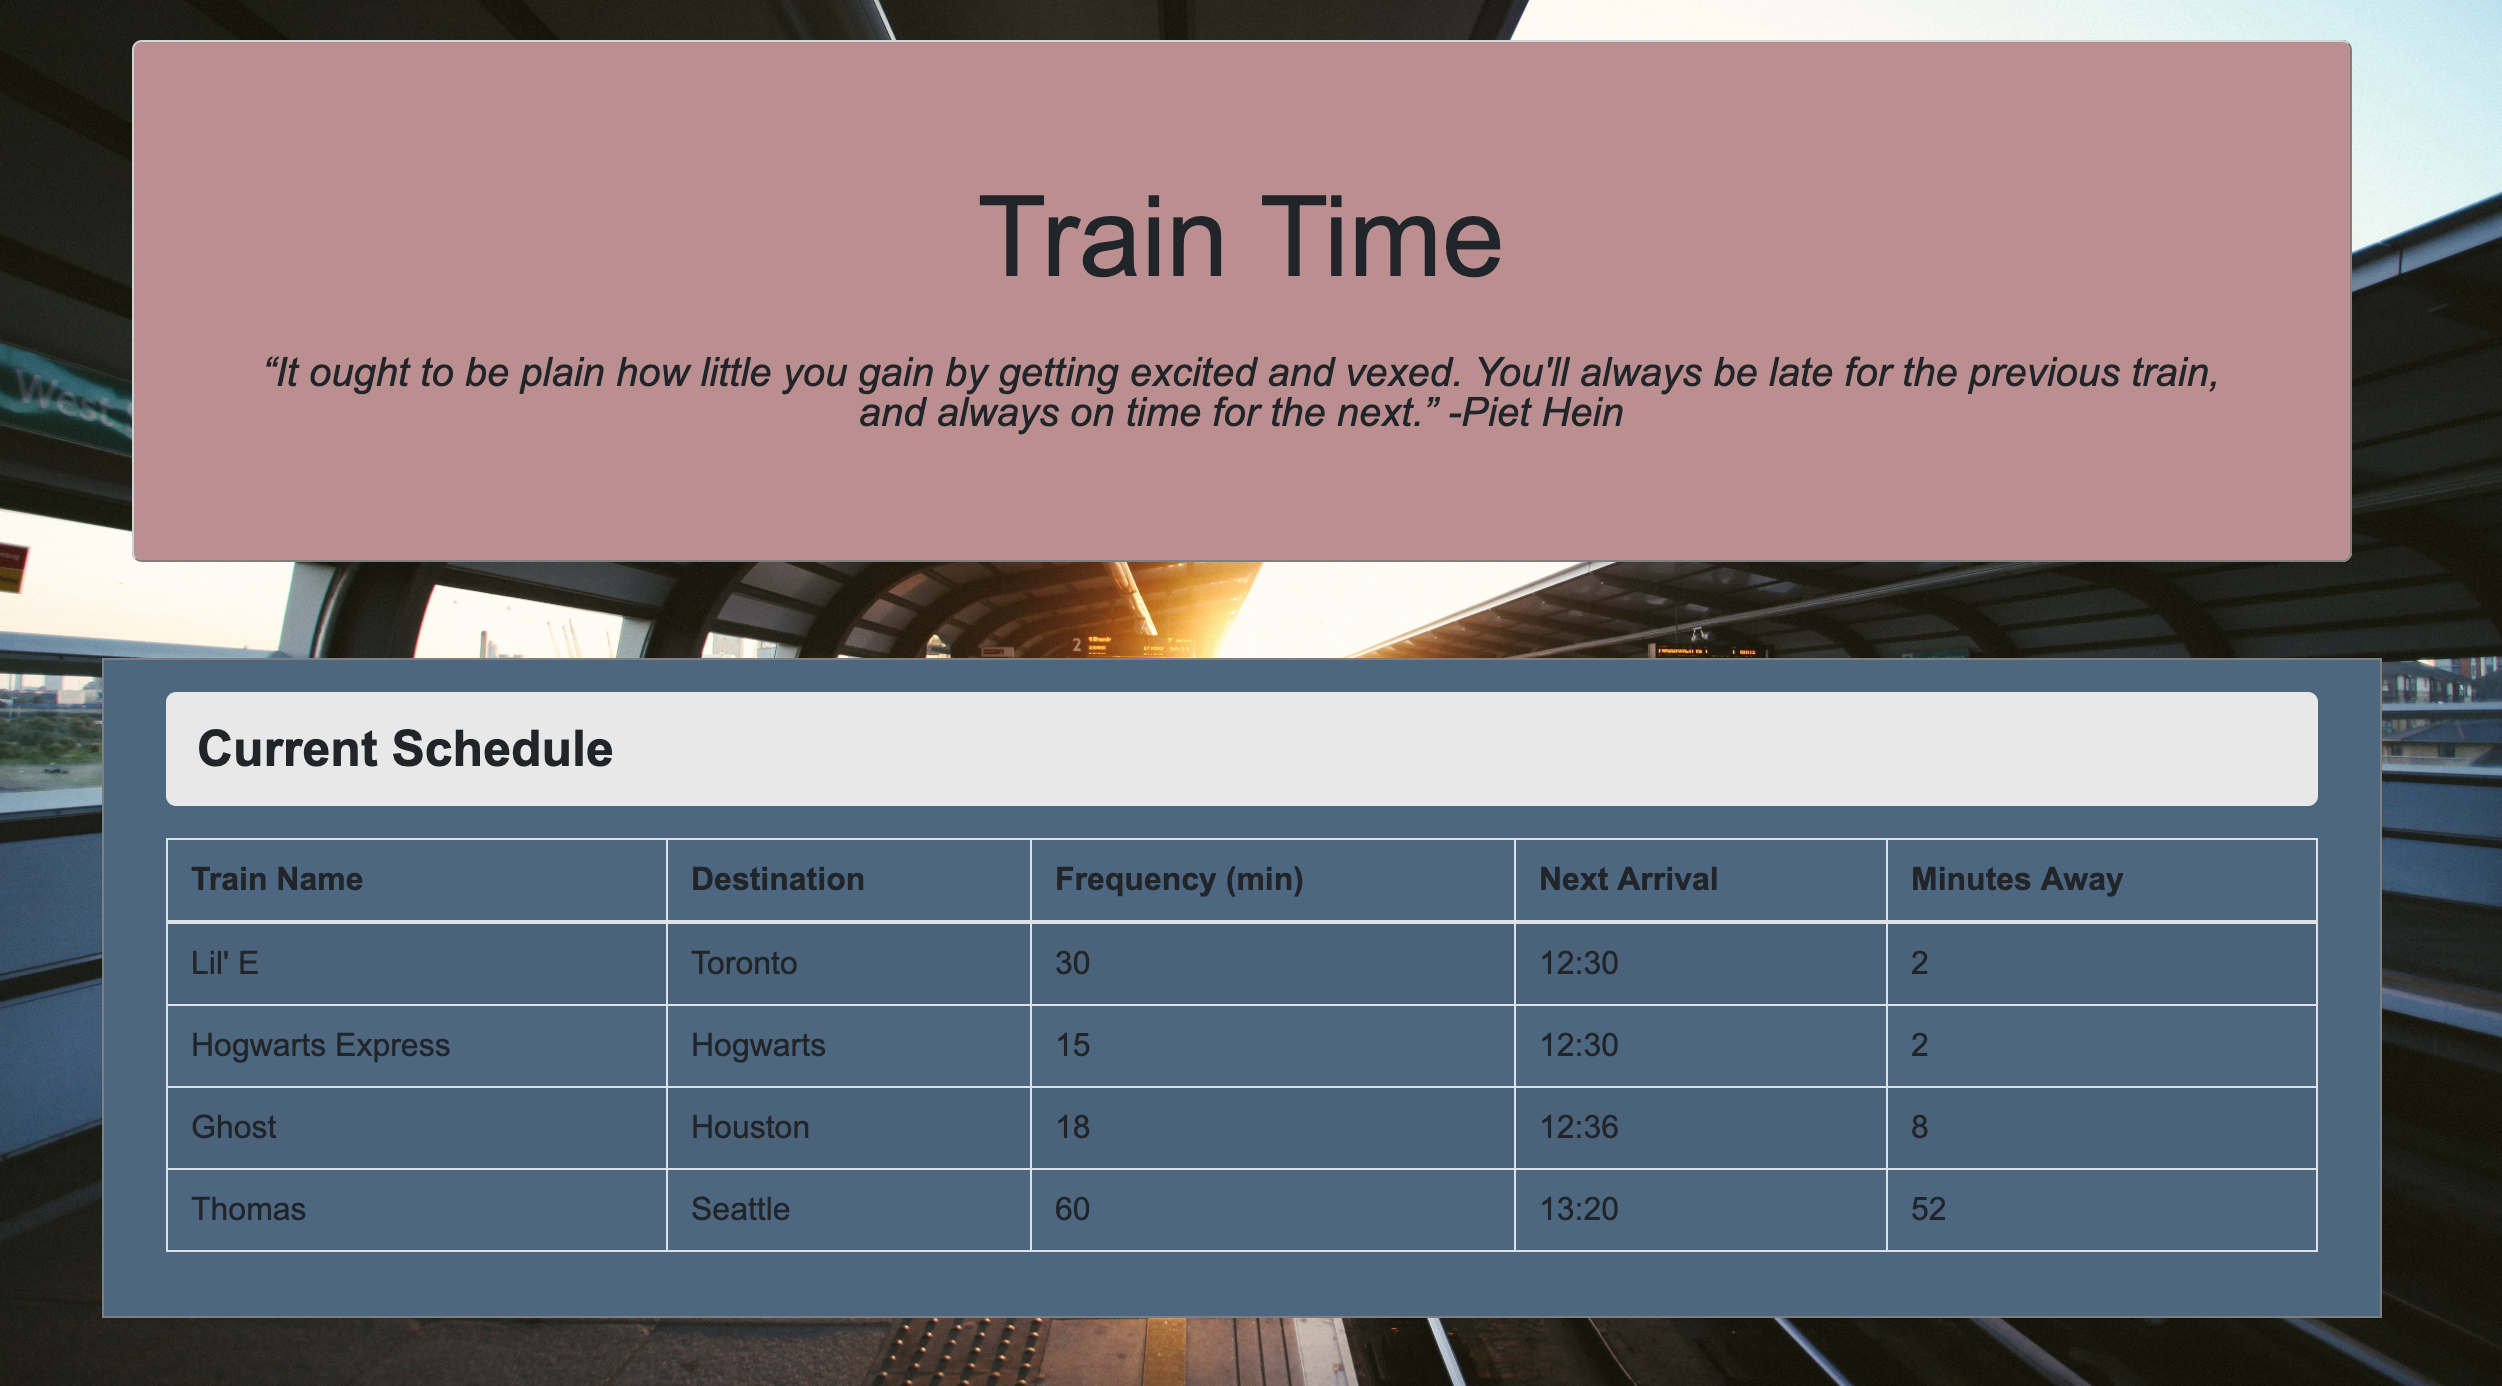 Train Time
“It ought to be plain how little you gain by getting excited and vexed. You'll always be late for the previous train,
and always on time for the next.” -Piet Hein
West
2
Current Schedule
Train Name Destination Frequency (min) Next Arrival Minutes Away
Lil' E Toronto 30 12:30 2
Hogwarts Express Hogwarts 15 12:30 2
Ghost Houston 18 12:36 8
Thomas Seattle 60 13:20 52